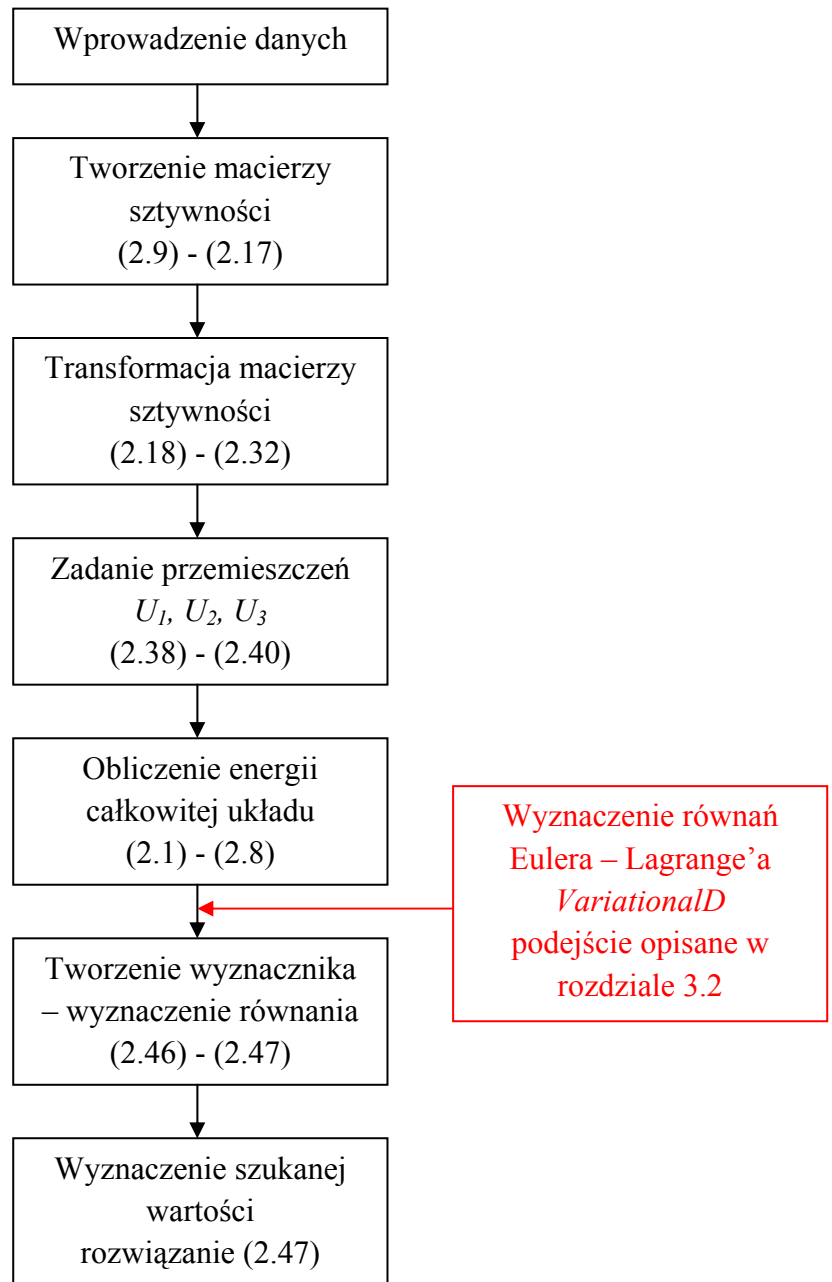 Wprowadzenie danych
Tworzenie macierzy
sztywności
(2.9) - (2.17)
Transformacja macierzy
sztywności
(2.18) - (2.32)
Zadanie przemieszczeń
U1, U2, U3
(2.38) - (2.40)
Obliczenie energii
całkowitej układu
(2.1) - (2.8)
Wyznaczenie równań
Eulera – Lagrange’a
VariationalD
podejście opisane w
rozdziale 3.2
Tworzenie wyznacznika
– wyznaczenie równania
(2.46) - (2.47)
Wyznaczenie szukanej
wartości
rozwiązanie (2.47)